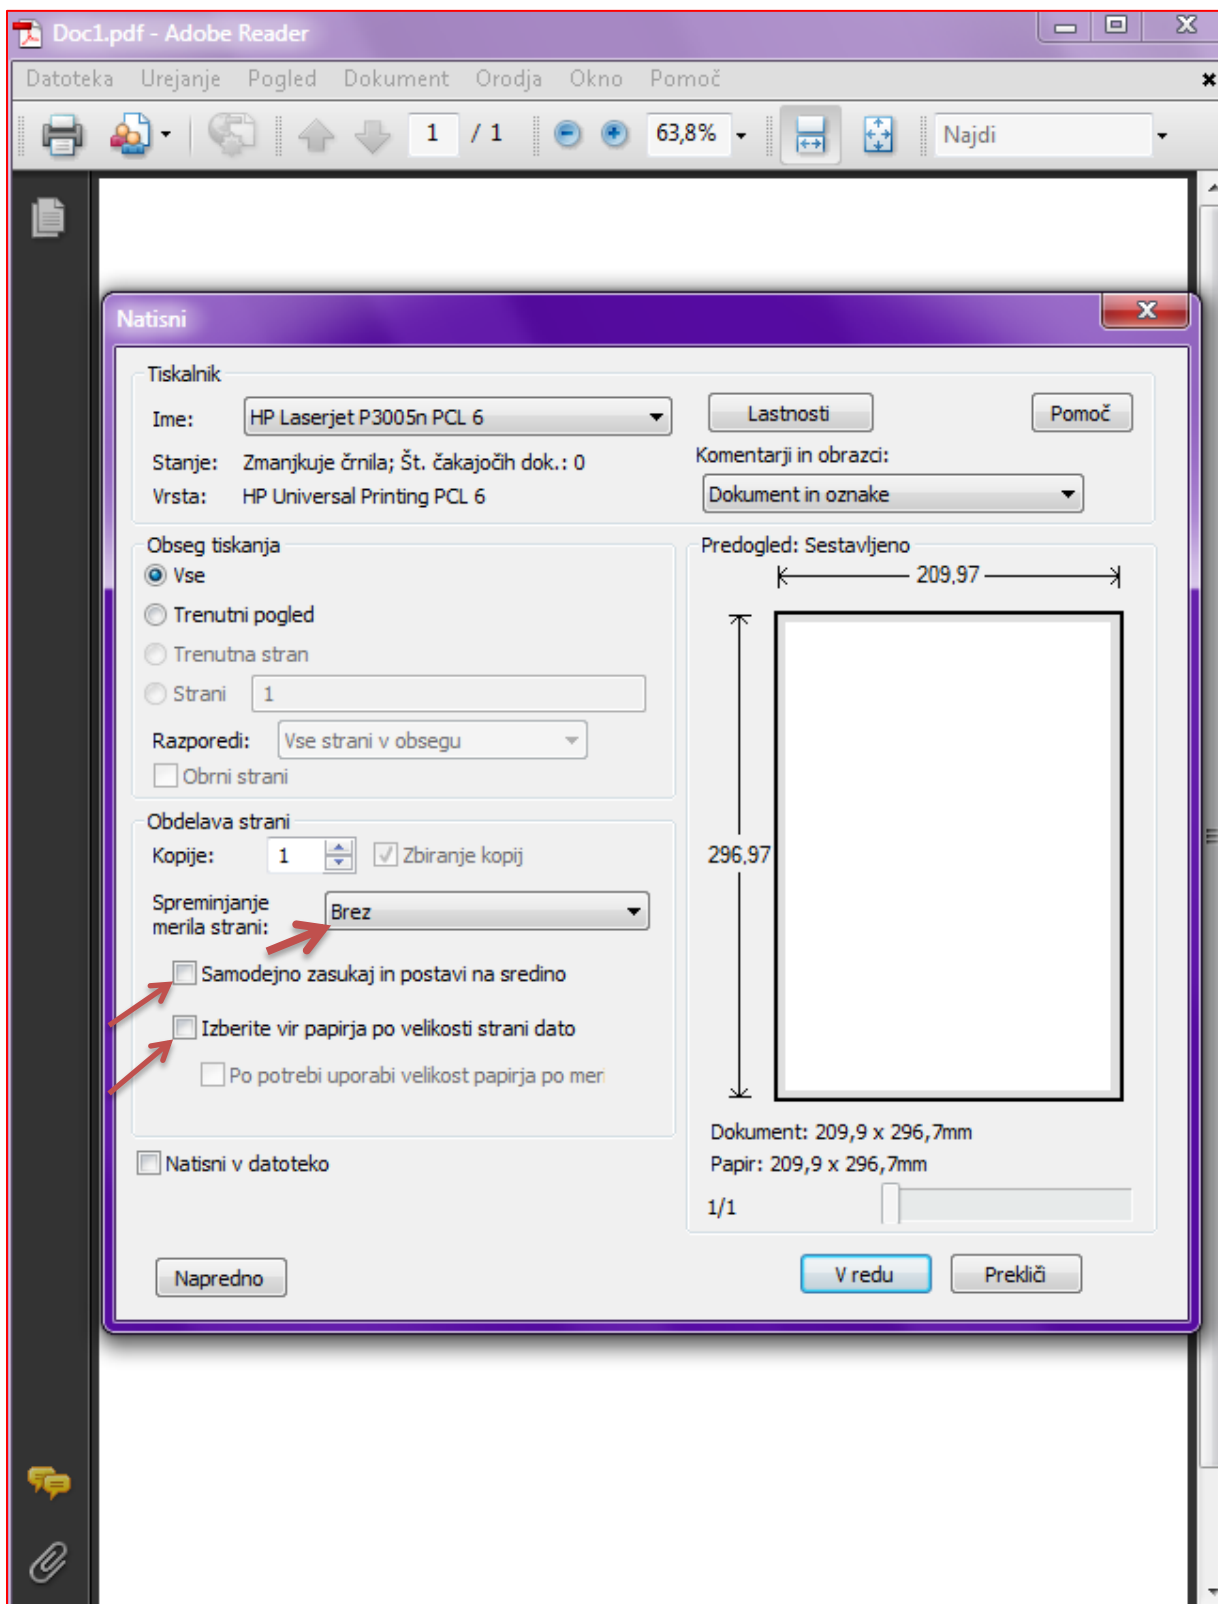 Doc1.pdf - Adobe Reader
Datoteka Urejanje Pogled Dokument Orodja Okno Pomoč
1 / 1 63,8% Najdi
Natisni
Tiskalnik
Ime: HP Laserjet P3005n PCL 6 Lastnosti Pomoč
Stanje: Zmanjkuje črnila; Št. čakajočih dok.: 0
Komentarji in obrazci:
Vrsta: HP Universal Printing PCL 6
Dokument in oznake
Obseg tiskanja
Vse
Trenutni pogled
Trenutna stran
Strani 1
Razporedi: Vse strani v obsegu
Obrni strani
Predogled: Sestavljeno
209,97
296,97
Obdelava strani
Kopije: 1 Zbiranje kopij
Spreminjanje
merila strani: Brez
Samodejno zasukaj in postavi na sredino
Izberite vir papirja po velikosti strani dato
Po potrebi uporabi velikost papirja po meri
Dokument: 209,9 x 296,7mm
Papir: 209,9 x 296,7mm
1/1
Natisni v datoteko
Napredno V redu Prekliči